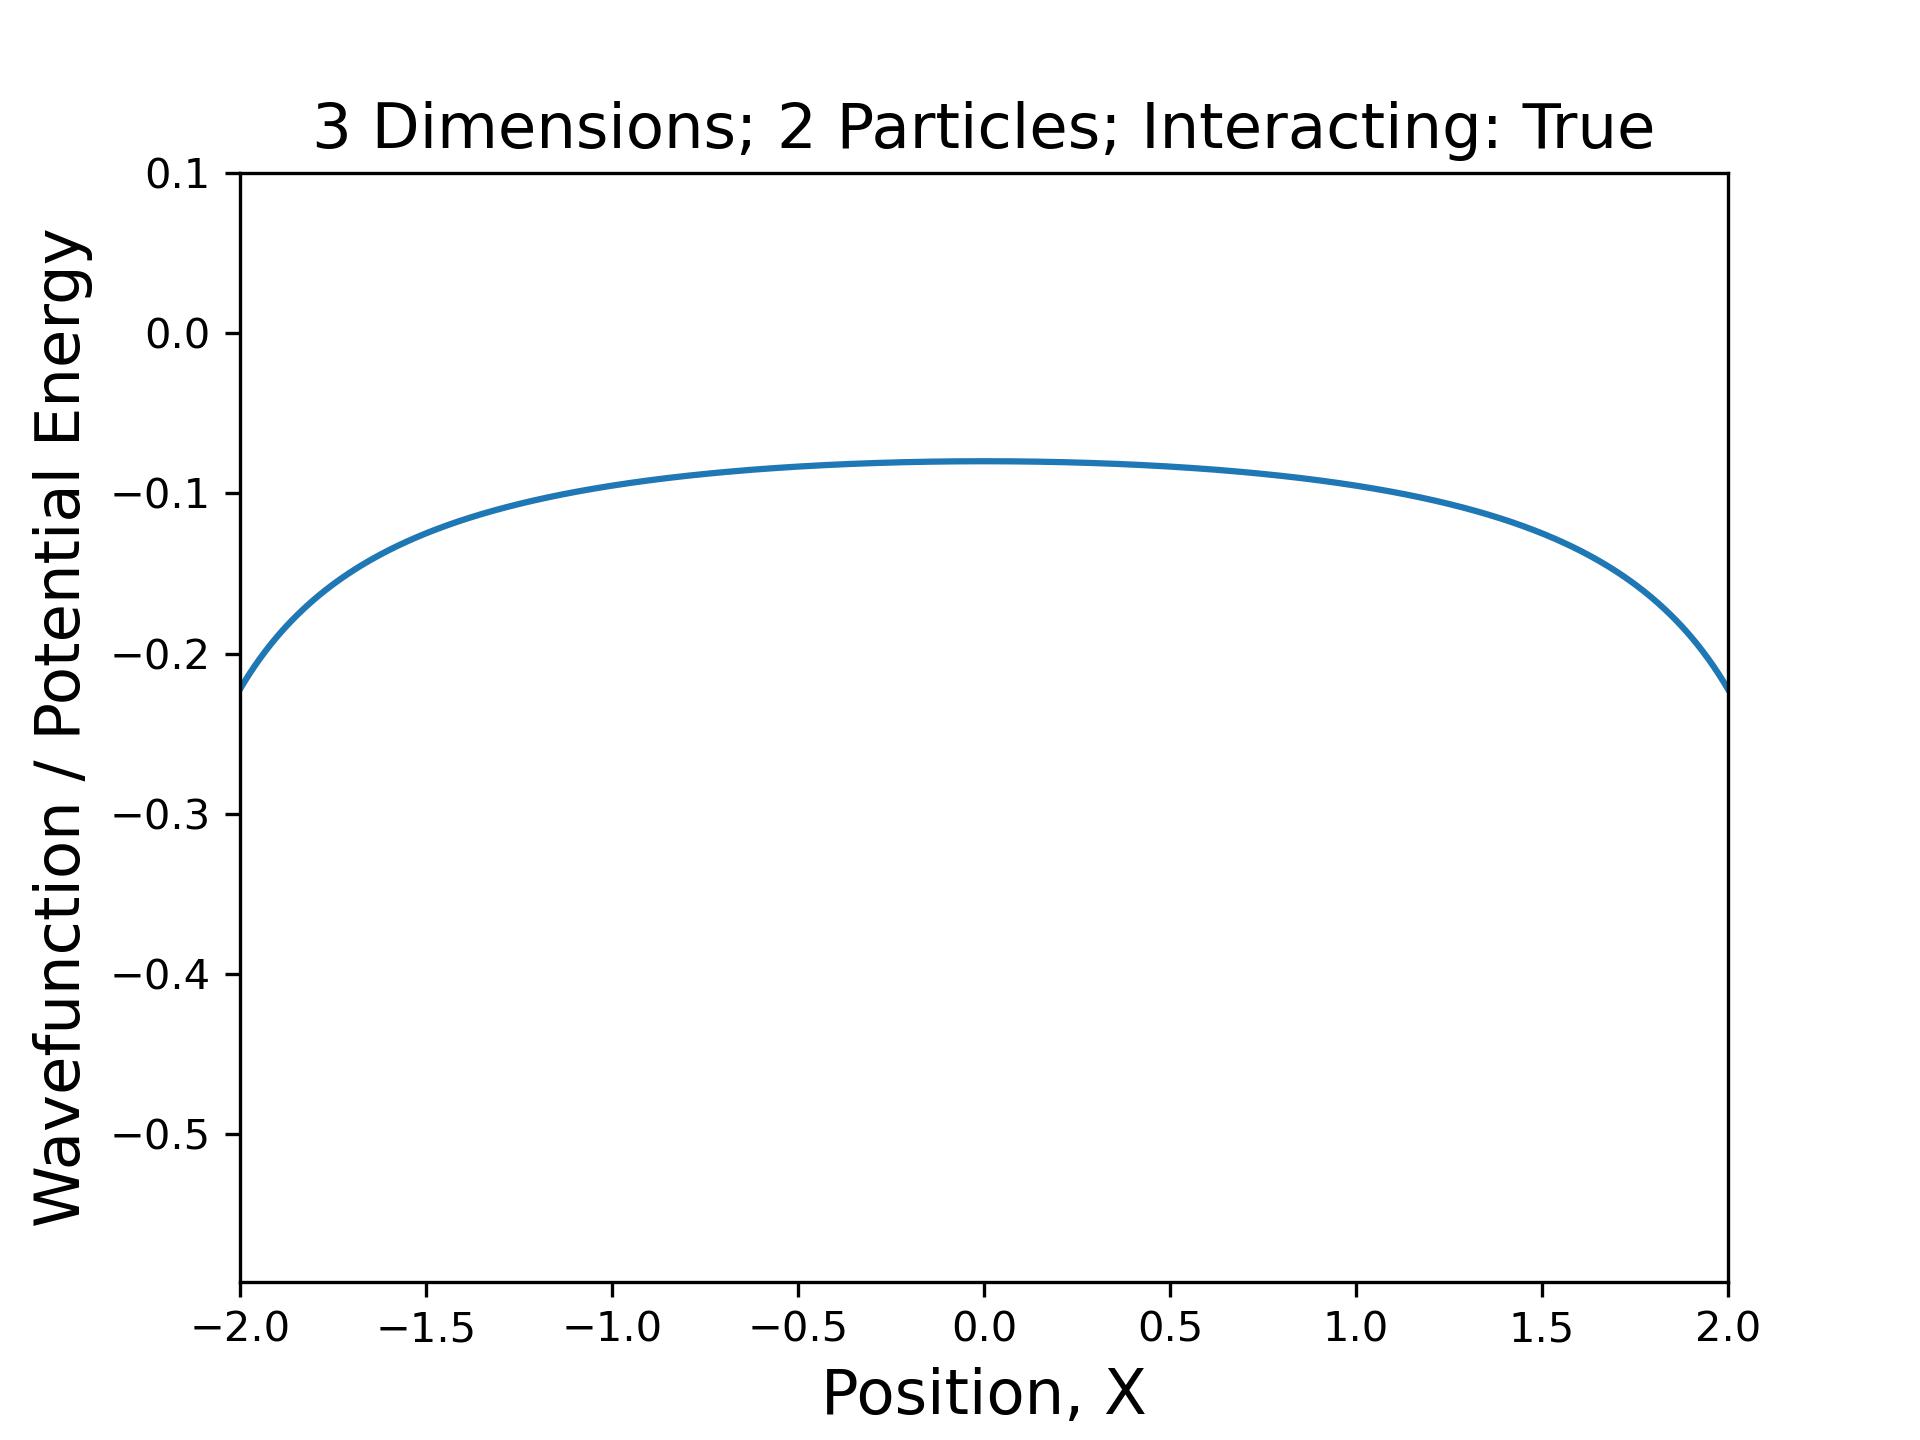 3 Dimensions; 2 Particles; Interacting: True
Wavefunction / Potential Energy
0.1
0.0
−0.1
−0.2
−0.3
−0.4
−0.5
−2.0 −1.5 −1.0 −0.5 0.0 0.5 1.0 1.5 2.0
Position, X